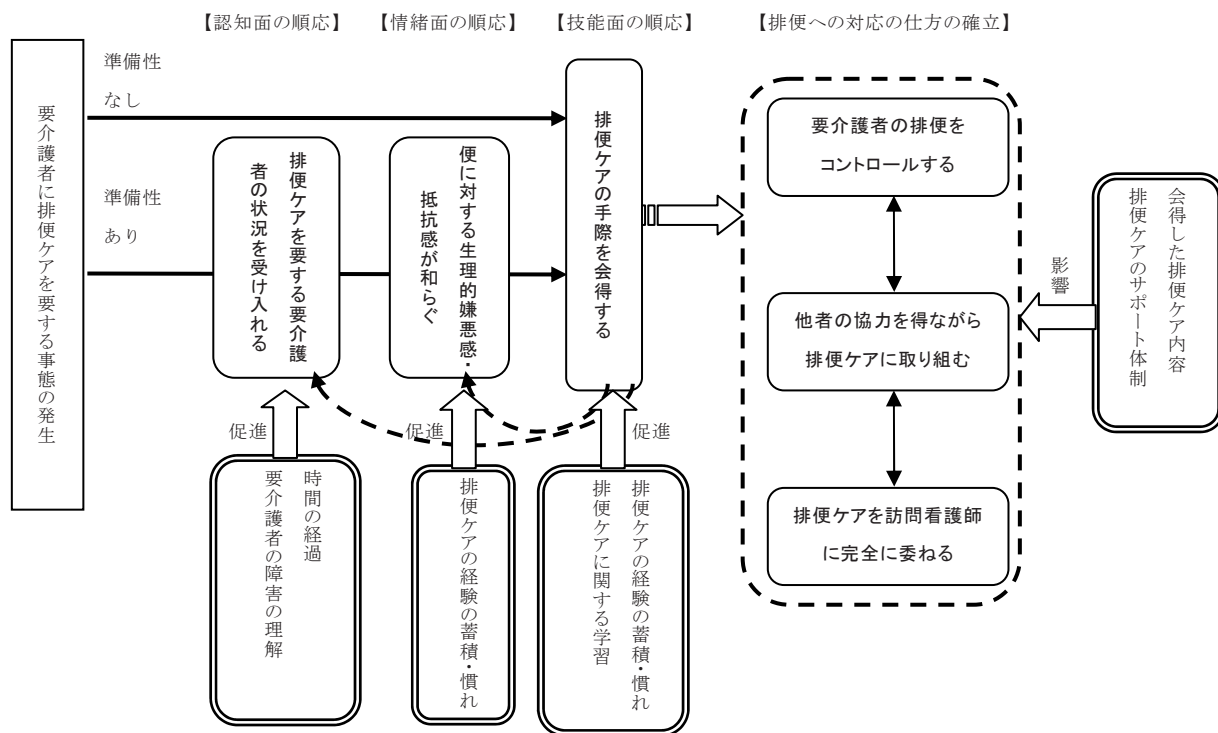 【認知面の順応】
【情緒面の順応】
【技能面の順応】
【排便への対応の仕方の確立】
要介護者に排便ケアを要する事態の発生
準備性
なし
準備性
あり
排便ケアを要する要介護
者の状況を受け入れる
便に対する生理的嫌悪感・
抵抗感が和らぐ
排便ケアの手際を会得する
要介護者の排便を
コントロールする
他者の協力を得ながら
排便ケアに取り組む
排便ケアを訪問看護師
に完全に委ねる
影響
会得した排便ケア内容
排便ケアのサポート体制
促進
促進
促進
時間の経過
要介護者の障害の理解
排便ケアの経験の蓄積・慣れ
排便ケアの経験の蓄積・慣れ
排便ケアに関する学習